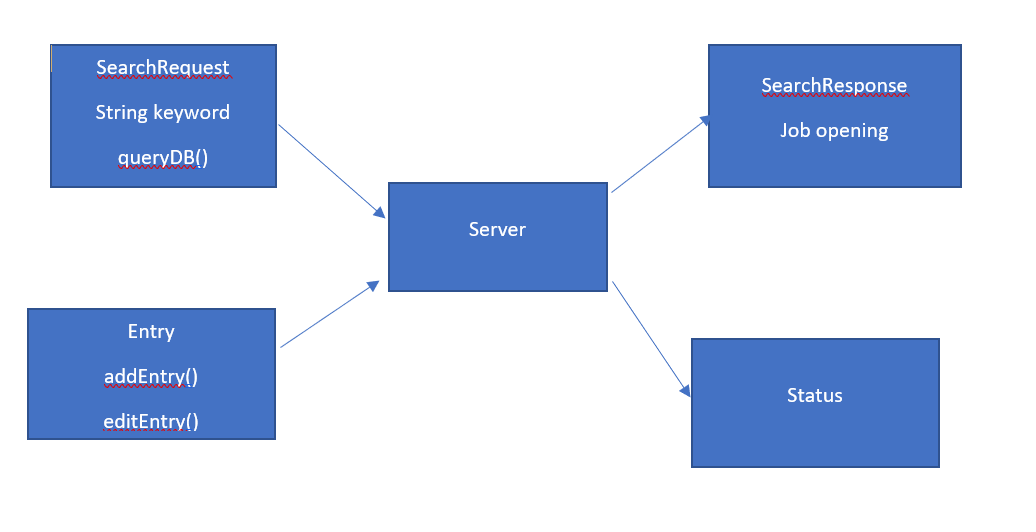 SearchRequest
String keyword
queryDB()
SearchResponse
Job opening
Server
Entry
addEntry()
editEntry()
Status